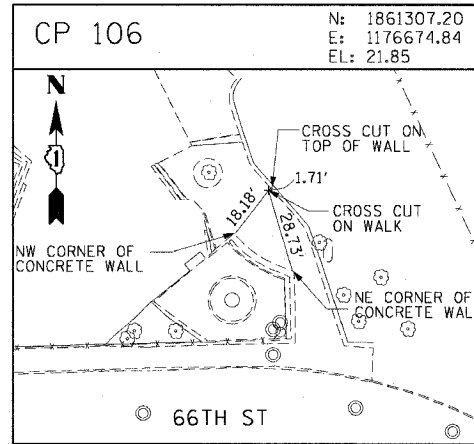 CP 106
N: 1861307.20
E: 1176674.84
EL: 21.85
N
1
CROSS CUT ON
TOP OF WALL
1.71'
18.18'
CROSS CUT
ON WALK
28.73'
NW CORNER OF
CONCRETE WALL
NE CORNER OF
CONCRETE WAL
66TH ST